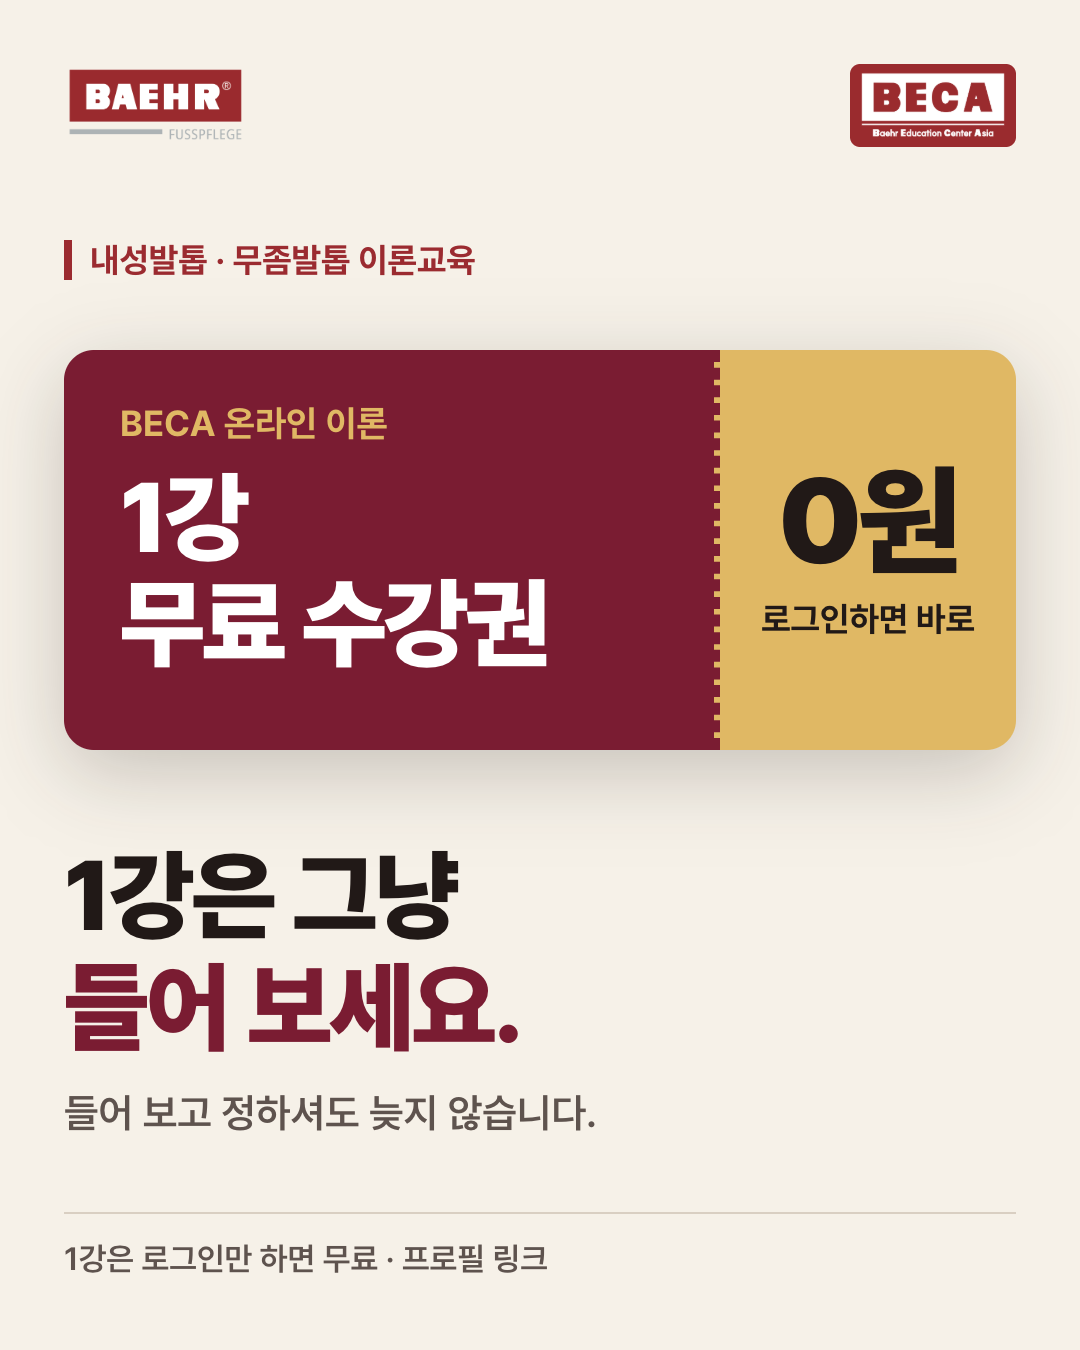 BAEHR®
FUSSPFLEGE
BECA
Baehr Education Center Asia
내성발톱 · 무좀발톱 이론교육
BECA 온라인 이론
1강
무료 수강권
0원
로그인하면 바로
1강은 그냥
들어 보세요.
들어 보고 정하셔도 늦지 않습니다.
1강은 로그인만 하면 무료 · 프로필 링크